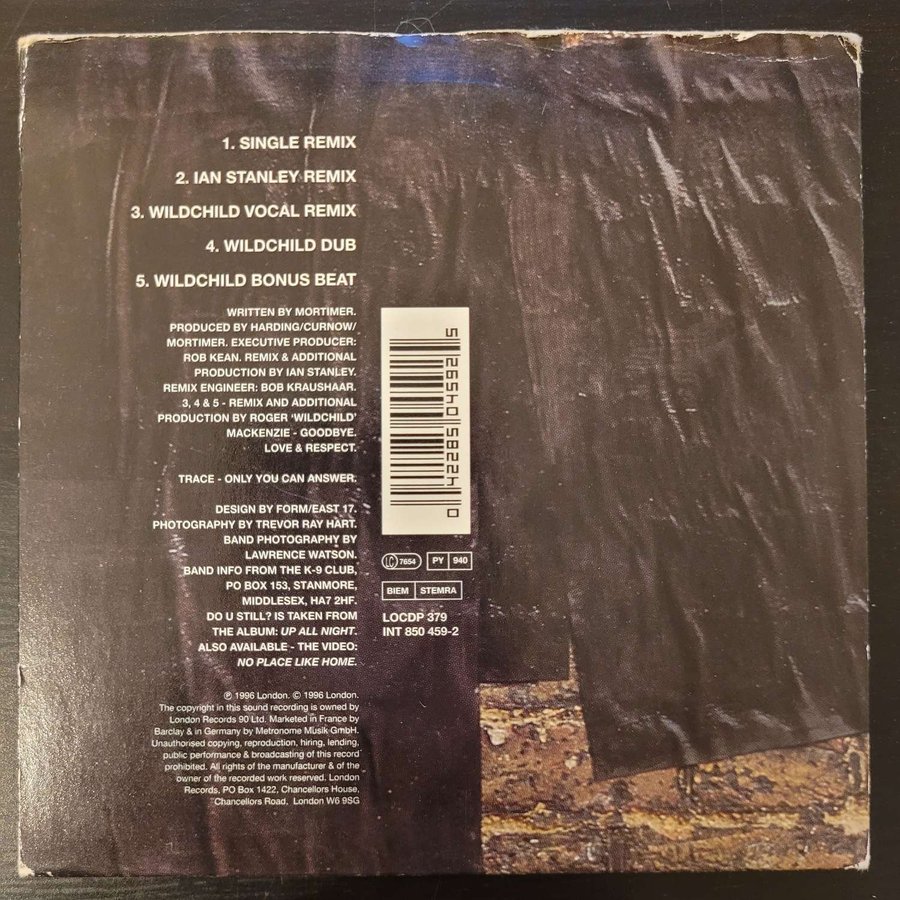 1. SINGLE REMIX
2. IAN STANLEY REMIX
3. WILDCHILD VOCAL REMIX
4. WILDCHILD DUB
5. WILDCHILD BONUS BEAT
WRITTEN BY MORTIMER.
PRODUCED BY HARDING/CURNOW/
MORTIMER. EXECUTIVE PRODUCER:
ROB KEAN. REMIX & ADDITIONAL
PRODUCTION BY IAN STANLEY.
REMIX ENGINEER: BOB KRAUSHAAR.
3, 4 & 5 - REMIX AND ADDITIONAL
PRODUCTION BY ROGER 'WILDCHILD'
MACKENZIE - GOODBYE.
LOVE & RESPECT.
TRACE - ONLY YOU CAN ANSWER.
DESIGN BY FORM/EAST 17.
PHOTOGRAPHY BY TREVOR RAY HART.
BAND PHOTOGRAPHY BY
LAWRENCE WATSON.
BAND INFO FROM THE K-9 CLUB,
PO BOX 153, STANMORE,
MIDDLESEX, HA7 2HF.
DO U STILL? IS TAKEN FROM
THE ALBUM: UP ALL NIGHT.
ALSO AVAILABLE - THE VIDEO:
NO PLACE LIKE HOME.
℗ 1996 London. © 1996 London.
The copyright in this sound recording is owned by
London Records 90 Ltd. Marketed in France by
Barclay & in Germany by Metronome Musik GmbH.
Unauthorised copying, reproduction, hiring, lending,
public performance & broadcasting of this record
prohibited. All rights of the manufacturer & of the
owner of the recorded work reserved. London
Records, PO Box 1422, Chancellors House,
Chancellors Road. London W6 9SG
5 026594 042285 0
LC 7654
PY 940
BIEM STEMRA
LOCDP 379
INT 850 459-2